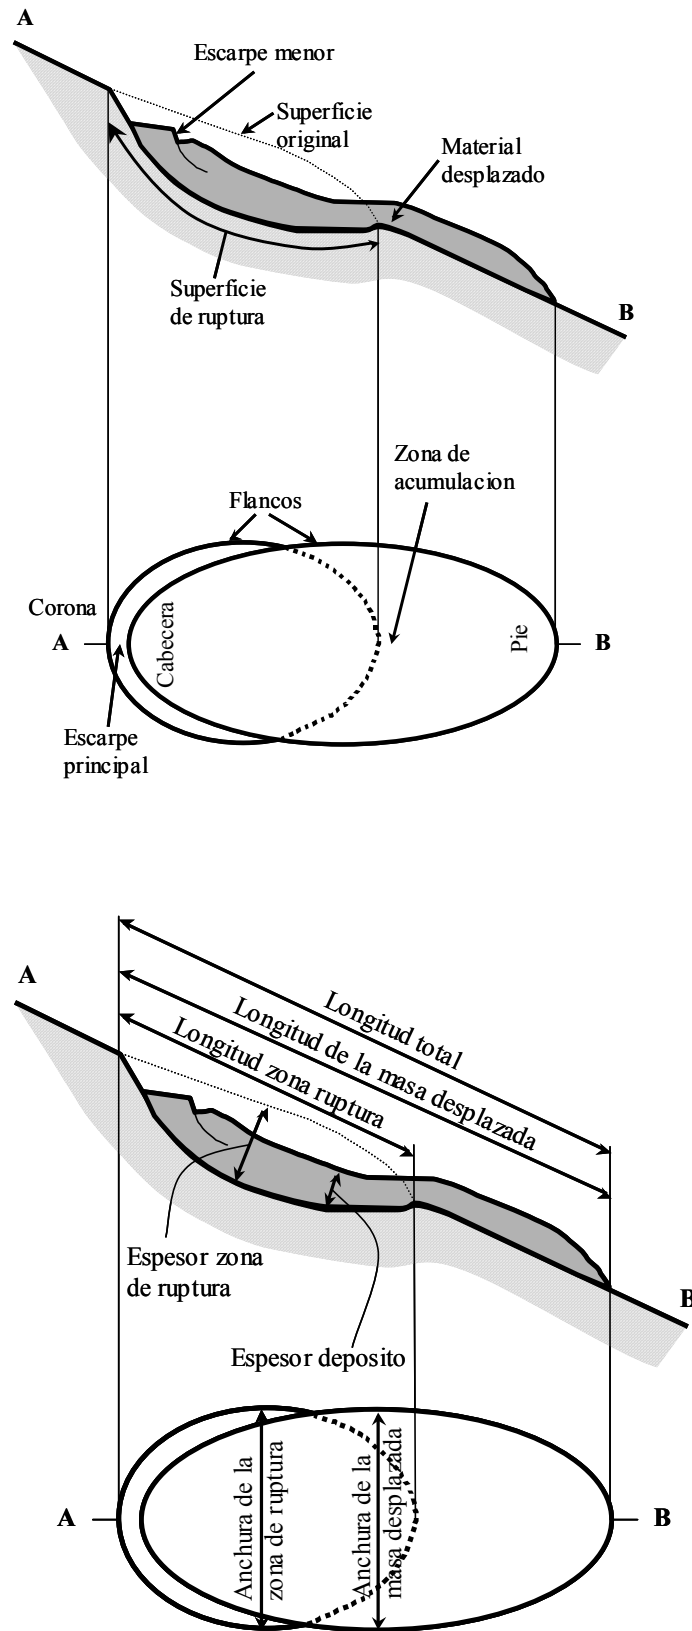 A
Escarpe menor
Superficie
original
Material
desplazado
Superficie
de ruptura
B
Zona de
acumulacion
Flancos
Corona
A
Cabecera
Pie
B
Escarpe
principal
A
Longitud total
Longitud de la masa desplazada
Longitud zona ruptura
Espesor zona
de ruptura
B
Espesor deposito
A
Anchura de la
zona de ruptura
Anchura de la
masa desplazada
B